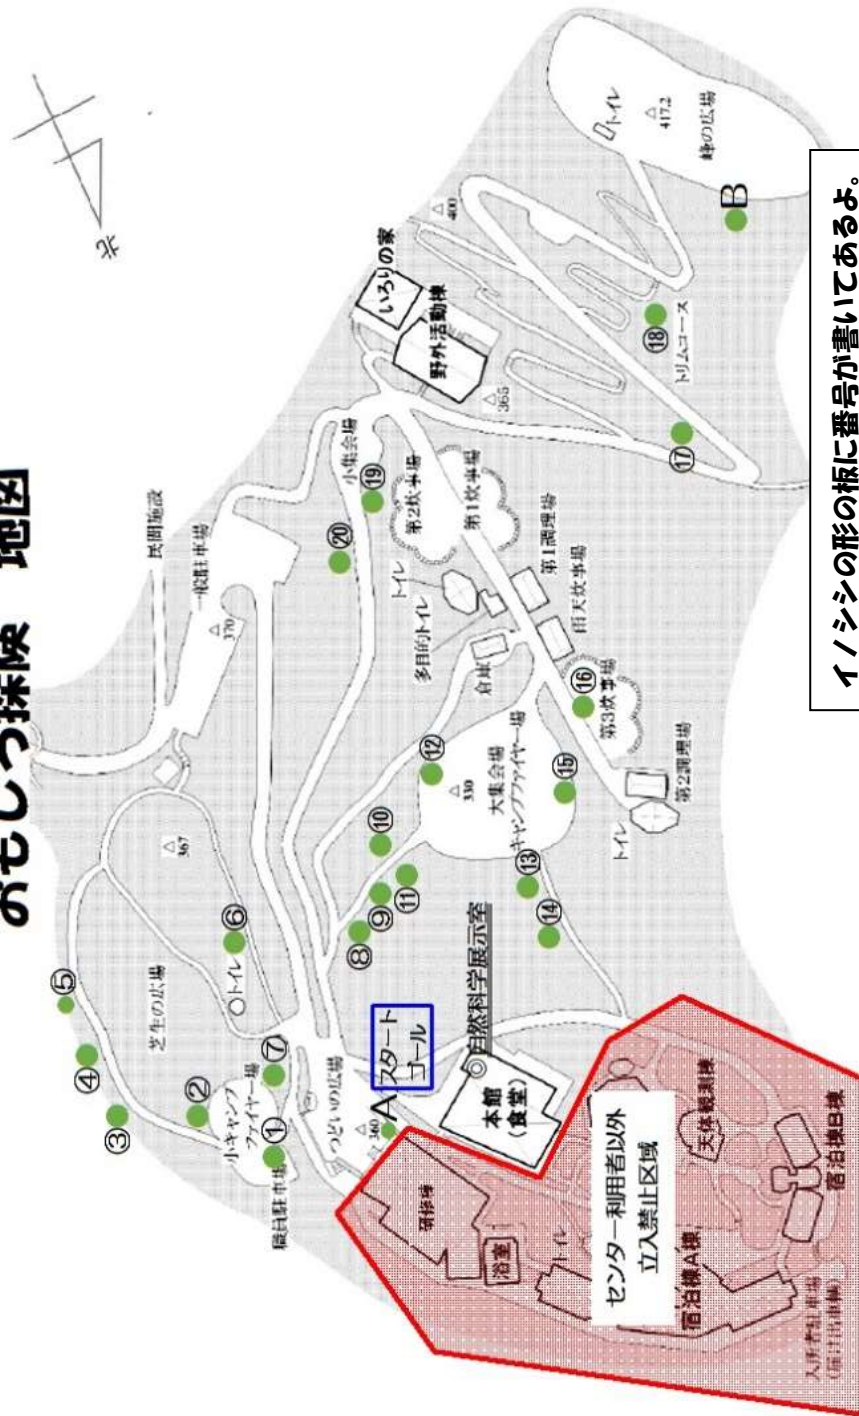 おもしろ探険 地図
北
民間施設
一般駐車場
△
370
△
367
芝生の広場
○トイレ
小キャンプ
ファイヤー場
職員駐車場
つどいの広場
△
360
A
スタート
ゴール
自然科学展示室
本館
(食堂)
研修棟
浴室
トイレ
センター利用者以外
立入禁止区域
天体観測棟
宿泊棟A棟
宿泊棟B棟
入所者駐車場
小集会場
いろりの家
野外活動棟
△
365
△
400
トイレ
△
417.2
峰の広場
B
トリムコース
第2炊事場
第1炊事場
トイレ
多目的トイレ
倉庫
第1調理場
雨天炊事場
第3炊事場
第2調理場
トイレ
△
330
大集会場
キャンプファイヤー場
①
②
③
④
⑤
⑥
⑦
⑧
⑨
⑩
⑪
⑫
⑬
⑭
⑮
⑯
⑰
⑱
⑲
⑳
イノシシの形の板に番号が書いてあるよ。